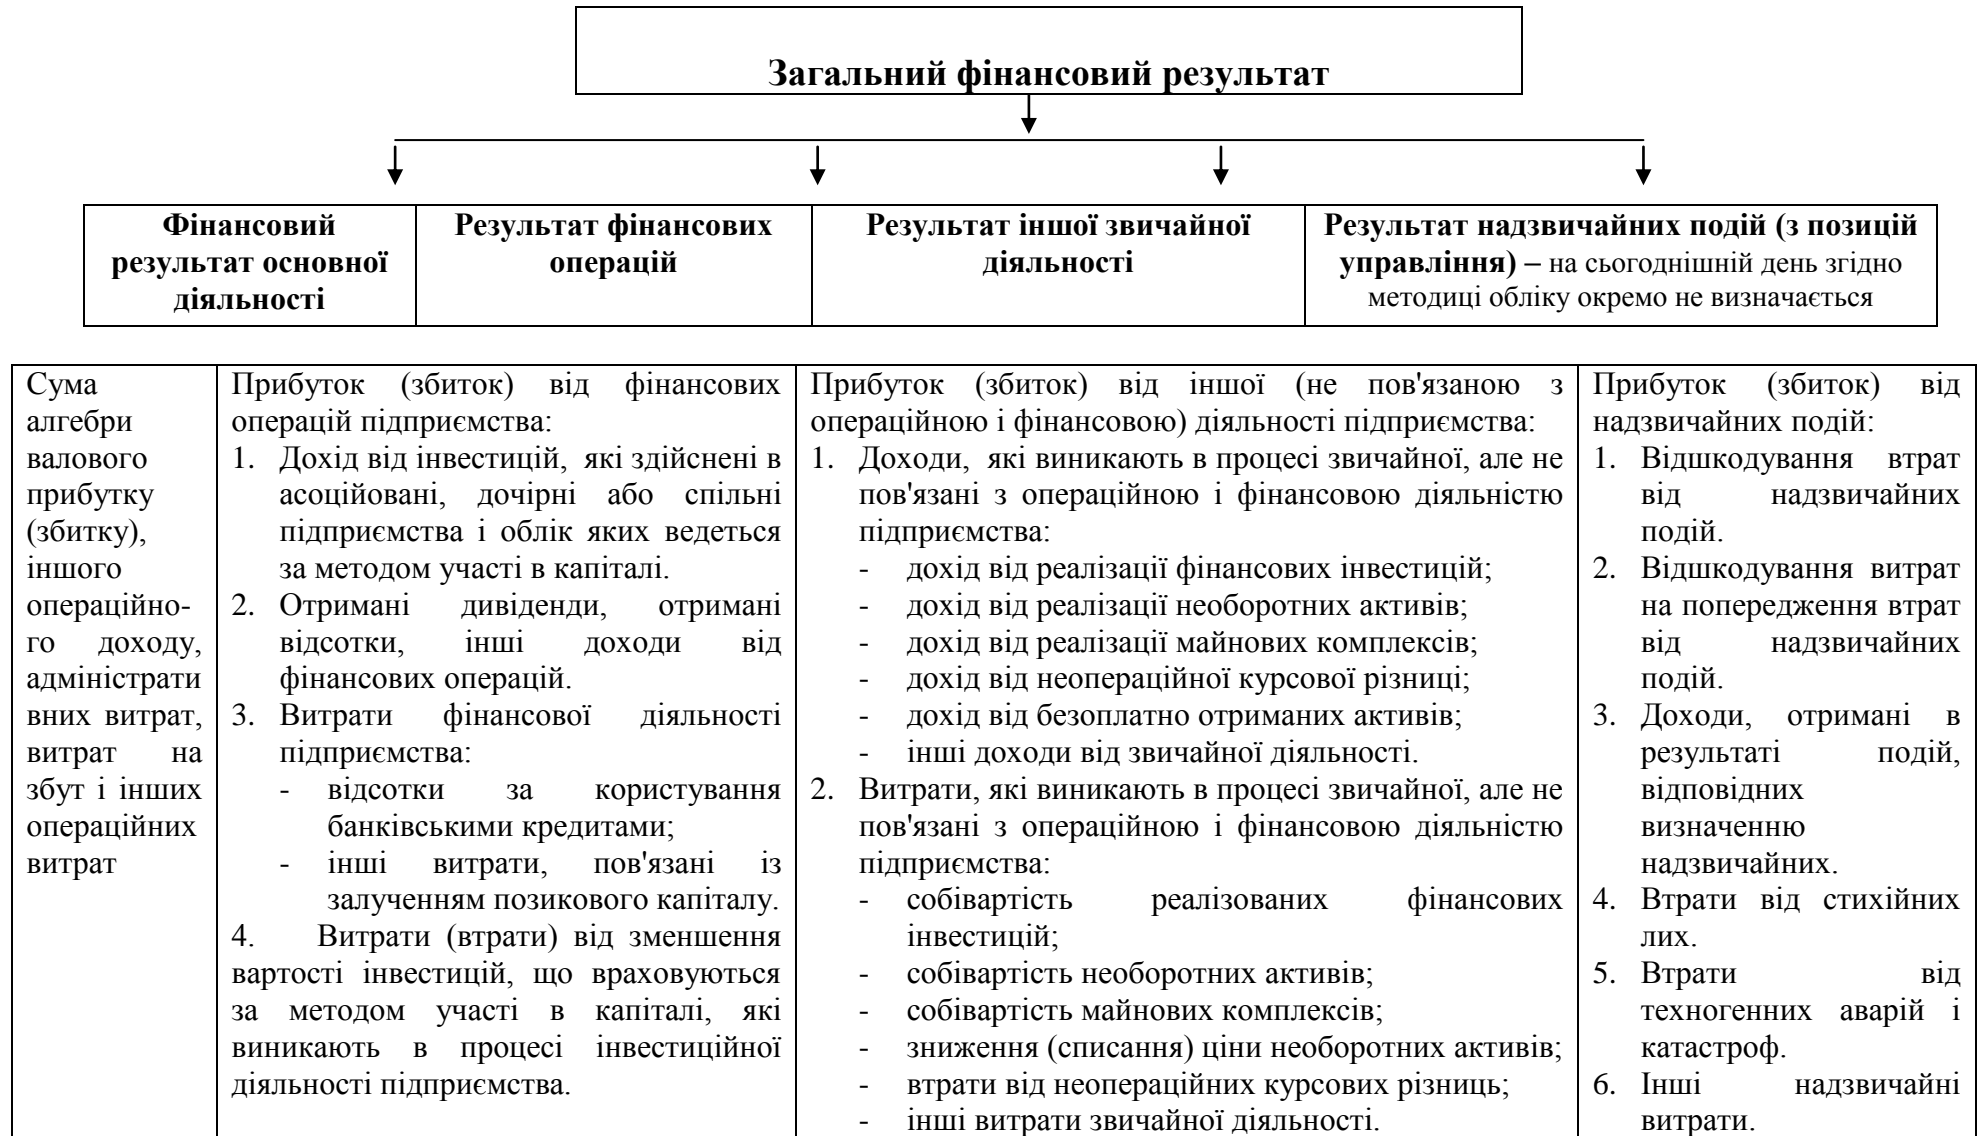 Загальний фінансовий результат
Фінансовий
результат основної
діяльності
Результат фінансових
операцій
Результат іншої звичайної
діяльності
Результат надзвичайних подій (з позицій
управління) – на сьогоднішній день згідно
методиці обліку окремо не визначається
Сума
алгебри
валового
прибутку
(збитку),
іншого
операційно-
го доходу,
адміністрати
вних витрат,
витрат на
збут і інших
операційних
витрат
Прибуток (збиток) від фінансових
операцій підприємства:
1. Дохід від інвестицій, які здійснені в
асоційовані, дочірні або спільні
підприємства і облік яких ведеться
за методом участі в капіталі.
2. Отримані дивіденди, отримані
відсотки, інші доходи від
фінансових операцій.
3. Витрати фінансової діяльності
підприємства:
- відсотки за користування
банківськими кредитами;
- інші витрати, пов'язані із
залученням позикового капіталу.
4. Витрати (втрати) від зменшення
вартості інвестицій, що враховуються
за методом участі в капіталі, які
виникають в процесі інвестиційної
діяльності підприємства.
Прибуток (збиток) від іншої (не пов'язаною з
операційною і фінансовою) діяльності підприємства:
1. Доходи, які виникають в процесі звичайної, але не
пов'язані з операційною і фінансовою діяльністю
підприємства:
- дохід від реалізації фінансових інвестицій;
- дохід від реалізації необоротних активів;
- дохід від реалізації майнових комплексів;
- дохід від неопераційної курсової різниці;
- дохід від безоплатно отриманих активів;
- інші доходи від звичайної діяльності.
2. Витрати, які виникають в процесі звичайної, але не
пов'язані з операційною і фінансовою діяльністю
підприємства:
- собівартість реалізованих фінансових
інвестицій;
- собівартість необоротних активів;
- собівартість майнових комплексів;
- зниження (списання) ціни необоротних активів;
- втрати від неопераційних курсових різниць;
- інші витрати звичайної діяльності.
Прибуток (збиток) від
надзвичайних подій:
1. Відшкодування втрат
від надзвичайних
подій.
2. Відшкодування витрат
на попередження втрат
від надзвичайних
подій.
3. Доходи, отримані в
результаті подій,
відповідних
визначенню
надзвичайних.
4. Втрати від стихійних
лих.
5. Втрати від
техногенних аварій і
катастроф.
6. Інші надзвичайні
витрати.